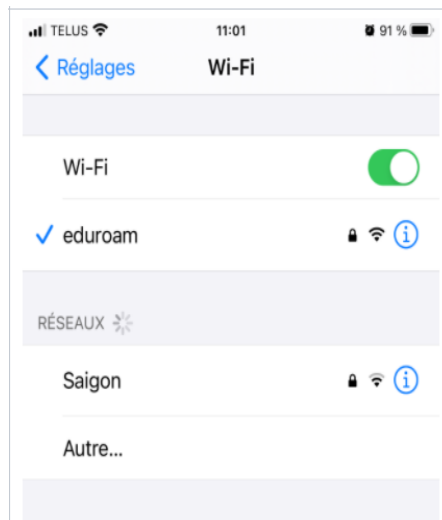 TELUS 11:01 91 %
Réglages Wi-Fi
Wi-Fi
eduroam
RÉSEAUX
Saigon
Autre...